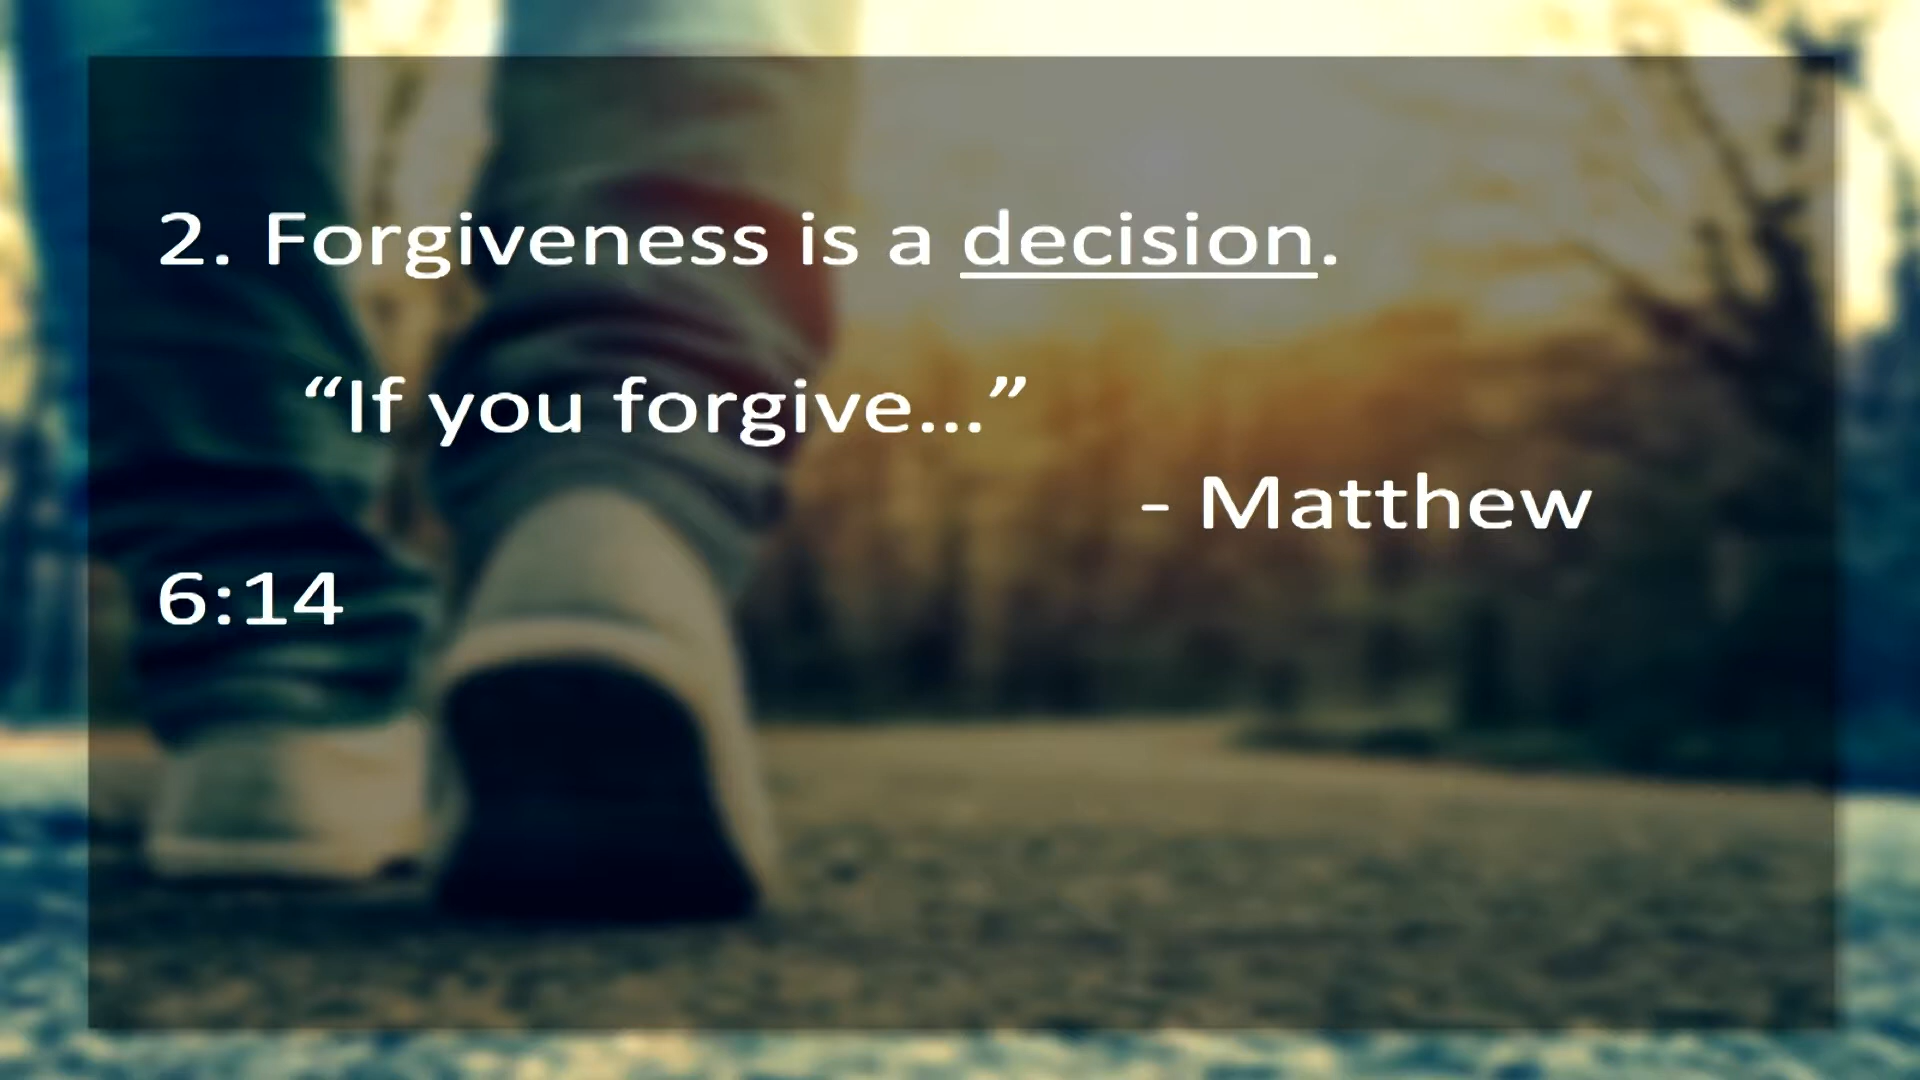 2. Forgiveness is a decision.
“If you forgive...”
- Matthew
6:14